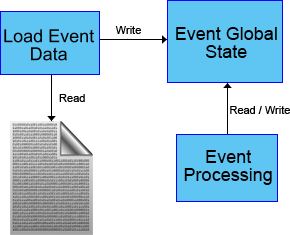 Load Event
Data
Write
Event Global
State
Read
Read / Write
Event
Processing